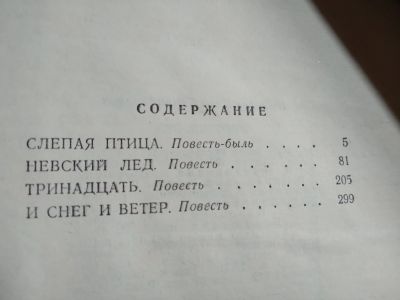 СОДЕРЖАНИЕ
СЛЕПАЯ ПТИЦА. Повесть-быль . . . . 5
НЕВСКИЙ ЛЕД. Повесть . . . . . . 81
ТРИНАДЦАТЬ. Повесть . . . . . . 205
И СНЕГ И ВЕТЕР. Повесть . . . . . . 299